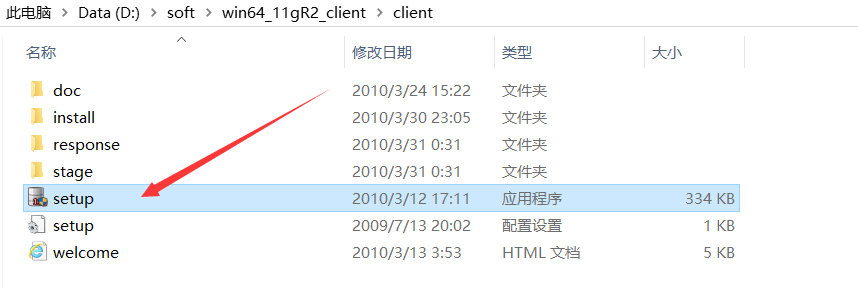 此电脑 > Data (D:) > soft > win64_11gR2_client > client
名称 修改日期 类型 大小
doc 2010/3/24 15:22 文件夹
install 2010/3/30 23:05 文件夹
response 2010/3/31 0:31 文件夹
stage 2010/3/31 0:31 文件夹
setup 2010/3/12 17:11 应用程序 334 KB
setup 2009/7/13 20:02 配置设置 1 KB
welcome 2010/3/13 3:53 HTML 文档 5 KB